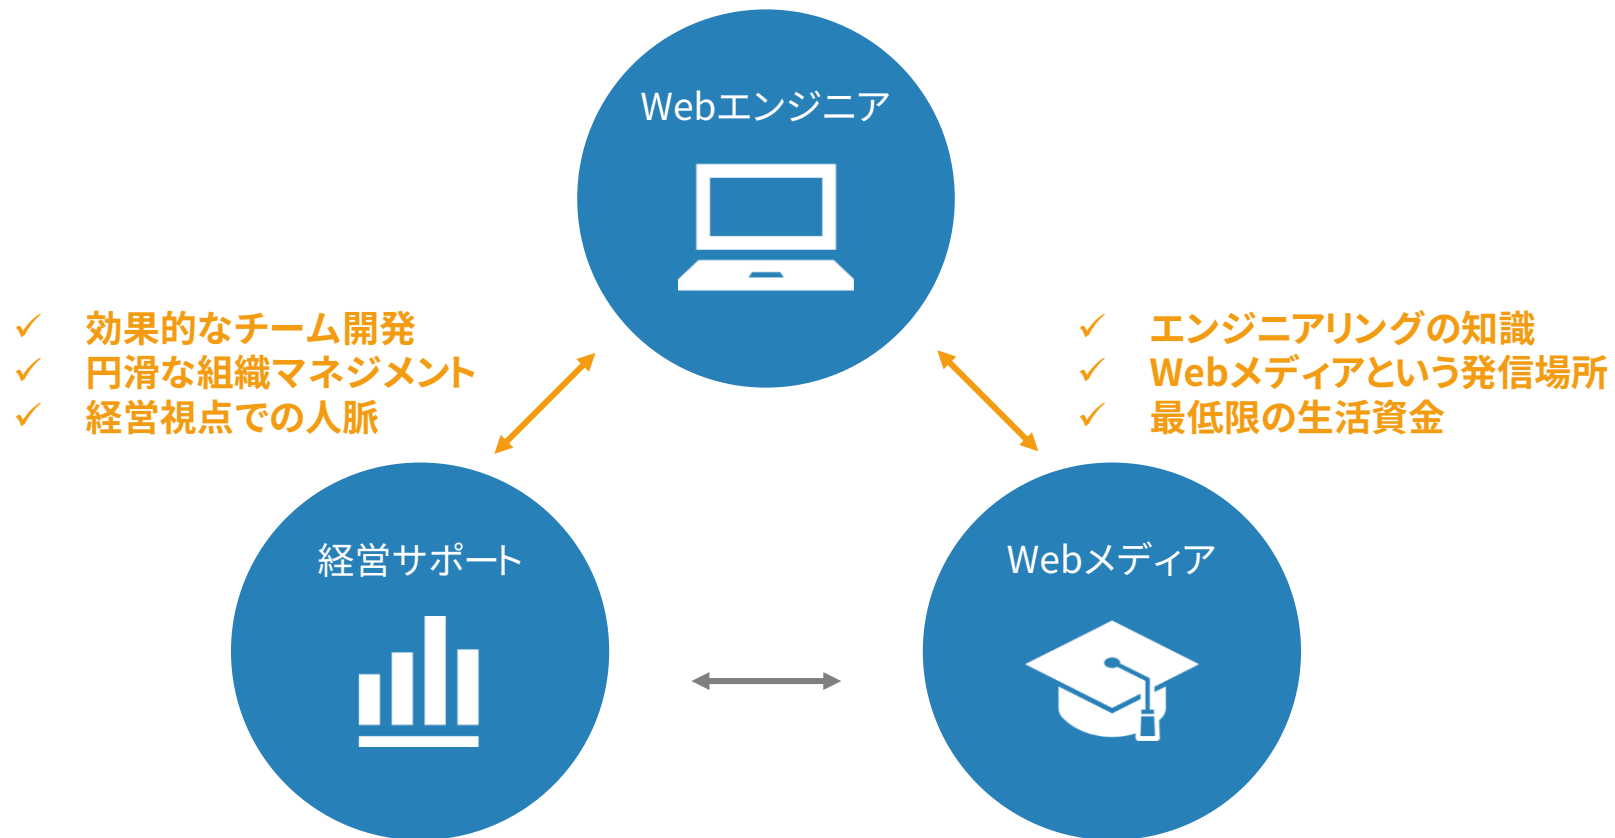 Webエンジニア
✓ 効果的なチーム開発
✓ 円滑な組織マネジメント
✓ 経営視点での人脈
✓ エンジニアリングの知識
✓ Webメディアという発信場所
✓ 最低限の生活資金
経営サポート
Webメディア